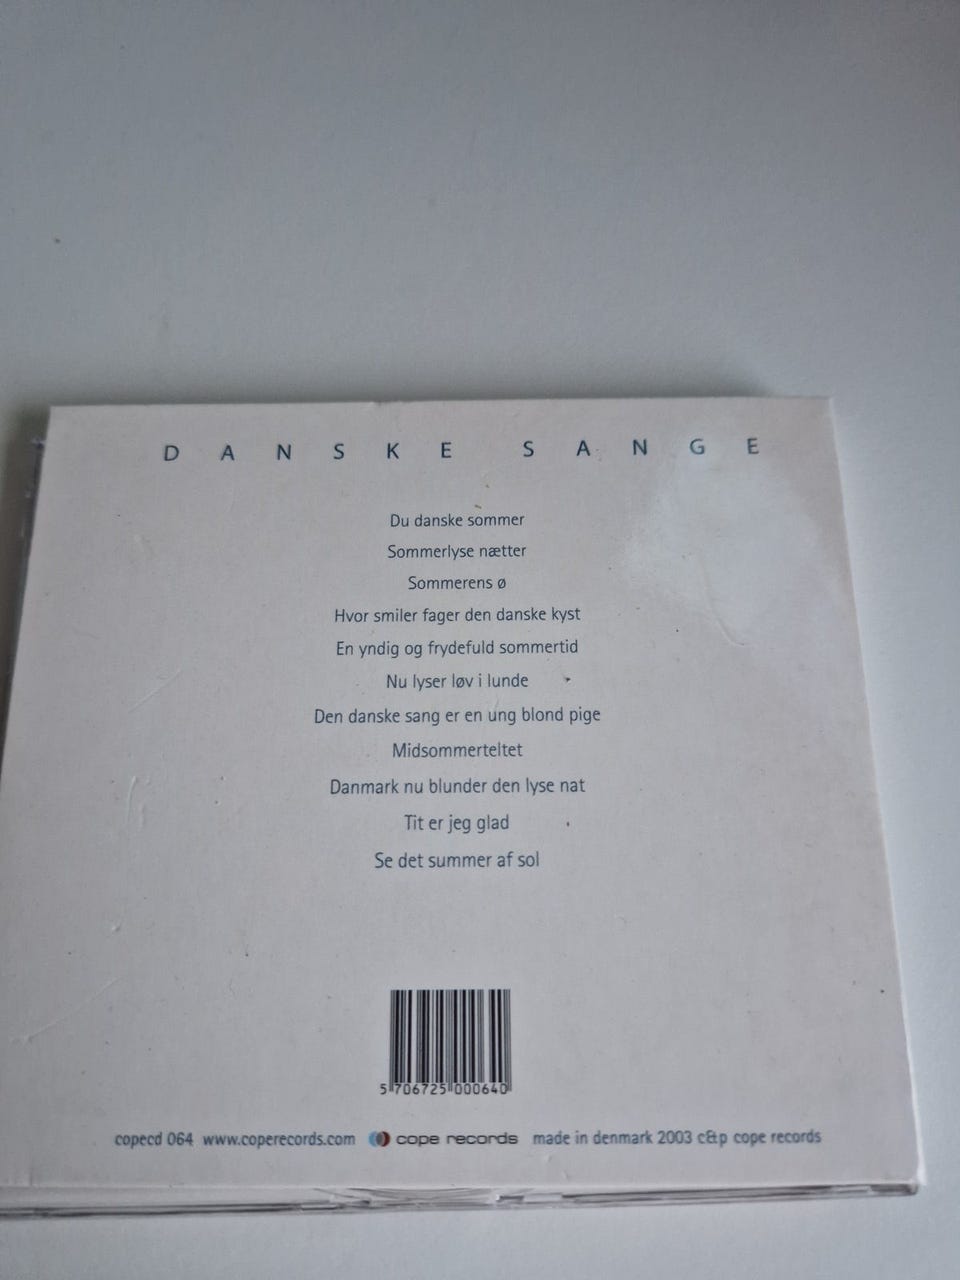 DANSKE SANGE
Du danske sommer
Sommerlyse nætter
Sommerens ø
Hvor smiler fager den danske kyst
En yndig og frydefuld sommertid
Nu lyser løv i lunde
Den danske sang er en ung blond pige
Midsommerteltet
Danmark nu blunder den lyse nat
Tit er jeg glad
Se det summer af sol
5 706725 000640
copecd 064 www.coperecords.com cope records made in denmark 2003 c&p cope records